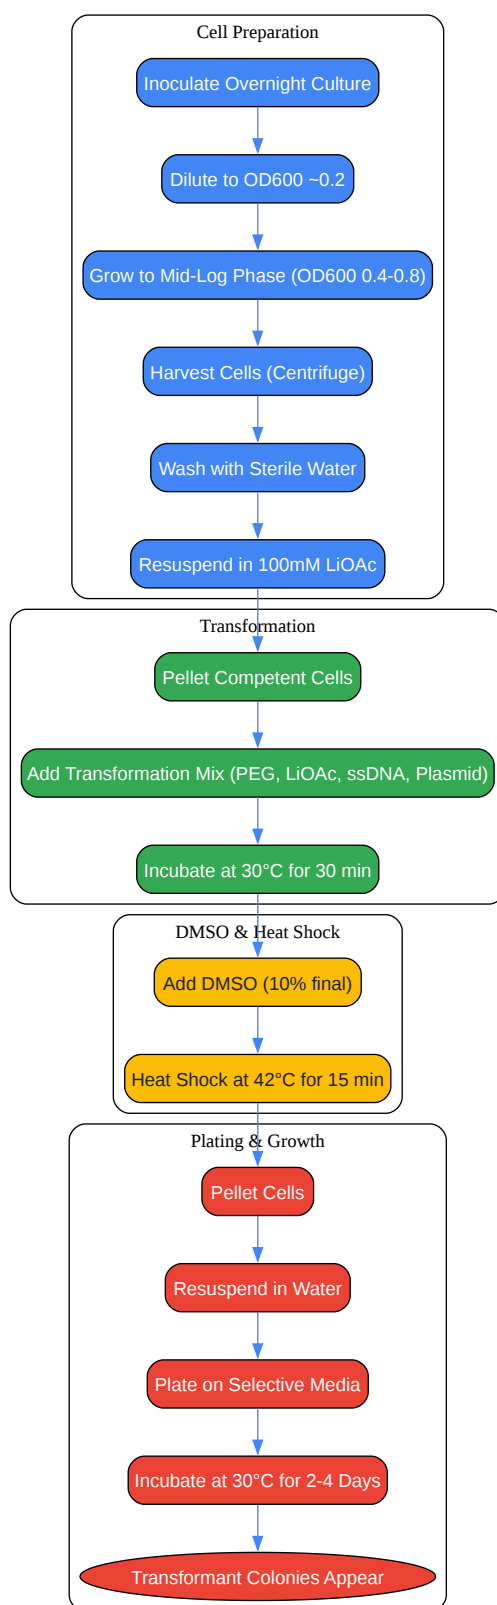 Cell Preparation
Inoculate Overnight Culture
Dilute to OD600 ~0.2
Grow to Mid-Log Phase (OD600 0.4-0.8)
Harvest Cells (Centrifuge)
Wash with Sterile Water
Resuspend in 100mM LiOAc
Transformation
Pellet Competent Cells
Add Transformation Mix (PEG, LiOAc, ssDNA, Plasmid)
Incubate at 30°C for 30 min
DMSO & Heat Shock
Add DMSO (10% final)
Heat Shock at 42°C for 15 min
Plating & Growth
Pellet Cells
Resuspend in Water
Plate on Selective Media
Incubate at 30°C for 2-4 Days
Transformant Colonies Appear